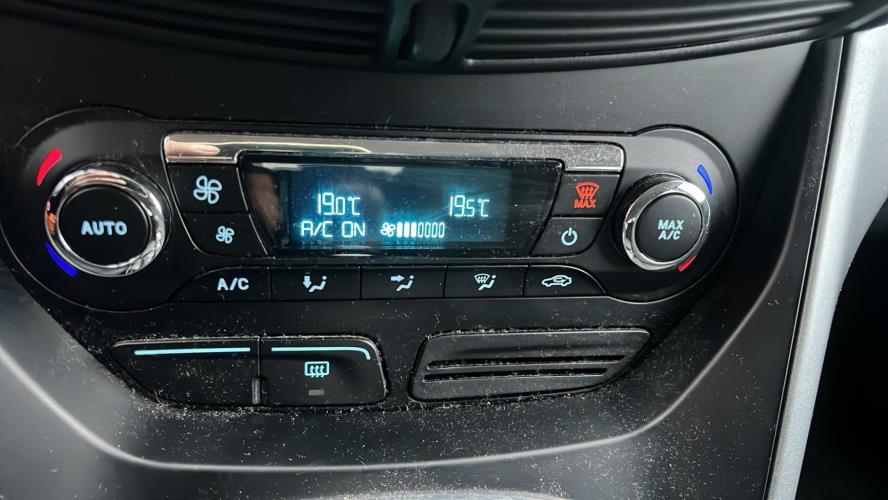 19.0°C 19.5°C
A/C ON
AUTO
MAX
MAX
A/C
A/C